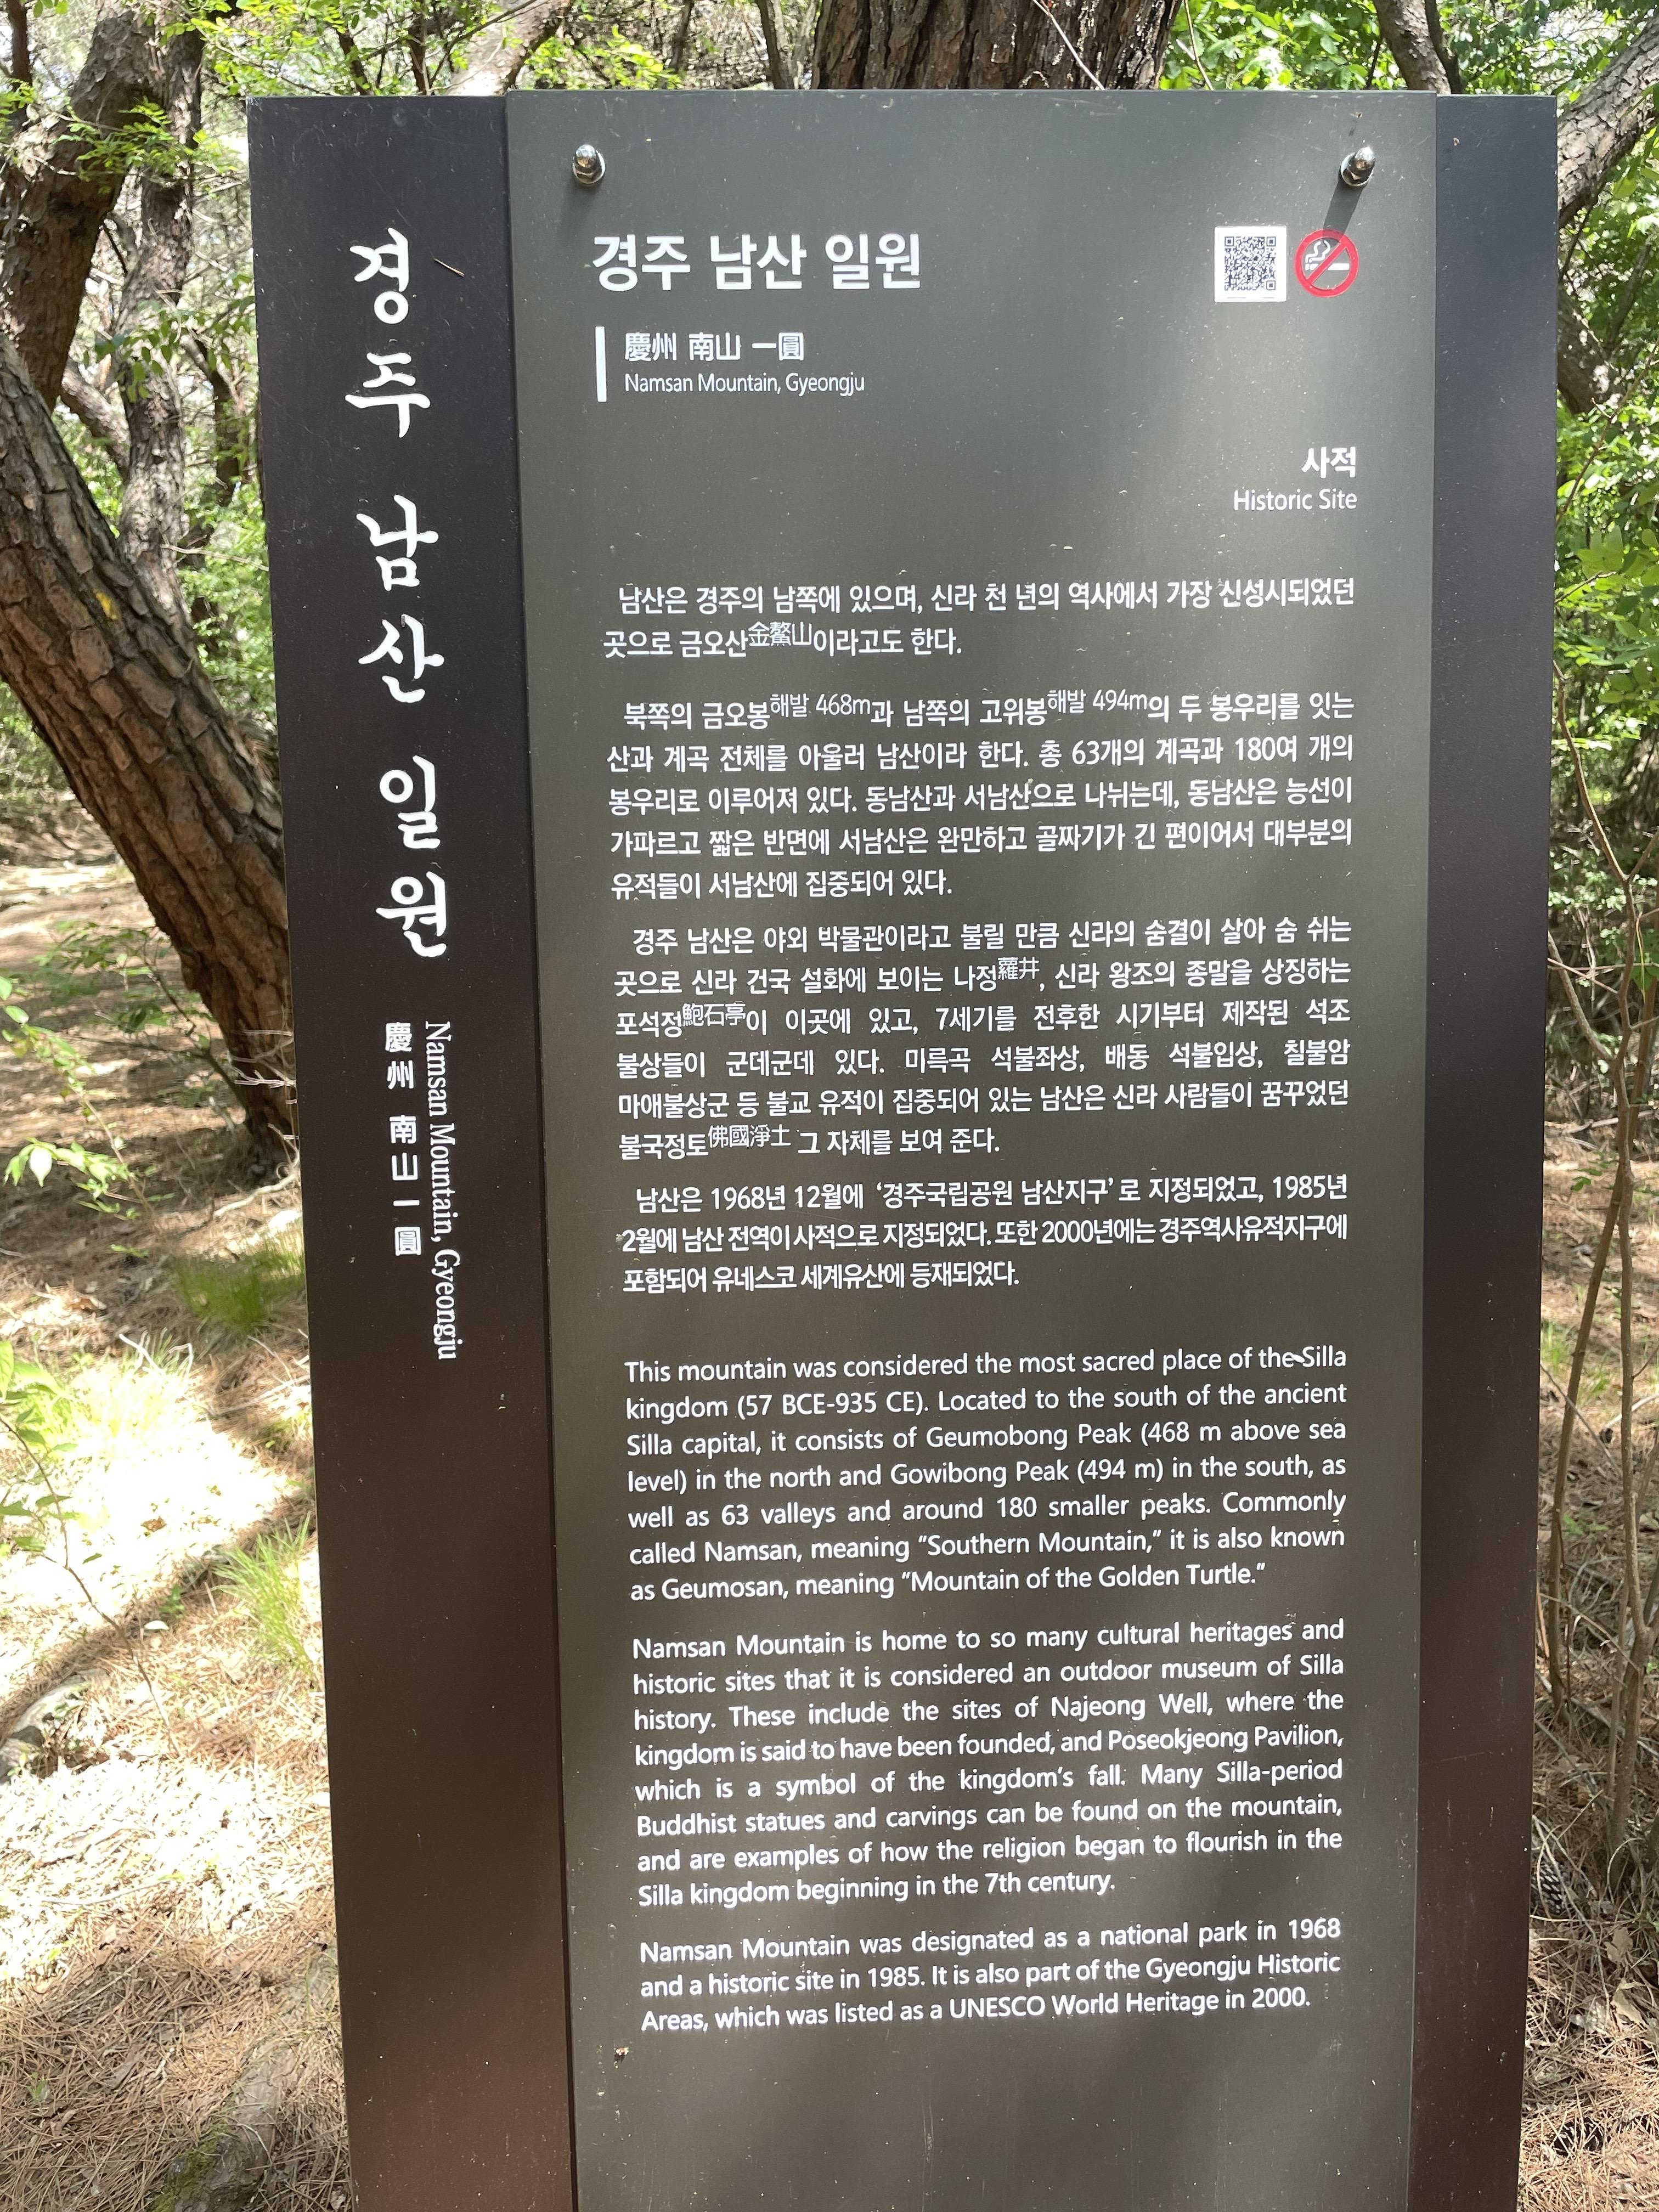 경주 남산 일원
慶州 南山 一圓
Namsan Mountain, Gyeongju
경주 남산 일원
慶州 南山 一圓
Namsan Mountain, Gyeongju
사적
Historic Site
남산은 경주의 남쪽에 있으며, 신라 천 년의 역사에서 가장 신성시되었던
곳으로 금오산金鰲山이라고도 한다.
북쪽의 금오봉해발 468m과 남쪽의 고위봉해발 494m의 두 봉우리를 잇는
산과 계곡 전체를 아울러 남산이라 한다. 총 63개의 계곡과 180여 개의
봉우리로 이루어져 있다. 동남산과 서남산으로 나뉘는데, 동남산은 능선이
가파르고 짧은 반면에 서남산은 완만하고 골짜기가 긴 편이어서 대부분의
유적들이 서남산에 집중되어 있다.
경주 남산은 야외 박물관이라고 불릴 만큼 신라의 숨결이 살아 숨 쉬는
곳으로 신라 건국 설화에 보이는 나정蘿井, 신라 왕조의 종말을 상징하는
포석정鮑石亭이 이곳에 있고, 7세기를 전후한 시기부터 제작된 석조
불상들이 군데군데 있다. 미륵곡 석불좌상, 배동 석불입상, 칠불암
마애불상군 등 불교 유적이 집중되어 있는 남산은 신라 사람들이 꿈꾸었던
불국정토佛國淨土 그 자체를 보여 준다.
남산은 1968년 12월에 ‘경주국립공원 남산지구’로 지정되었고, 1985년
2월에 남산 전역이 사적으로 지정되었다. 또한 2000년에는 경주역사유적지구에
포함되어 유네스코 세계유산에 등재되었다.
This mountain was considered the most sacred place of the Silla
kingdom (57 BCE-935 CE). Located to the south of the ancient
Silla capital, it consists of Geumobong Peak (468 m above sea
level) in the north and Gowibong Peak (494 m) in the south, as
well as 63 valleys and around 180 smaller peaks. Commonly
called Namsan, meaning “Southern Mountain,” it is also known
as Geumosan, meaning “Mountain of the Golden Turtle.”
Namsan Mountain is home to so many cultural heritages and
historic sites that it is considered an outdoor museum of Silla
history. These include the sites of Najeong Well, where the
kingdom is said to have been founded, and Poseokjeong Pavilion,
which is a symbol of the kingdom’s fall. Many Silla-period
Buddhist statues and carvings can be found on the mountain,
and are examples of how the religion began to flourish in the
Silla kingdom beginning in the 7th century.
Namsan Mountain was designated as a national park in 1968
and a historic site in 1985. It is also part of the Gyeongju Historic
Areas, which was listed as a UNESCO World Heritage in 2000.